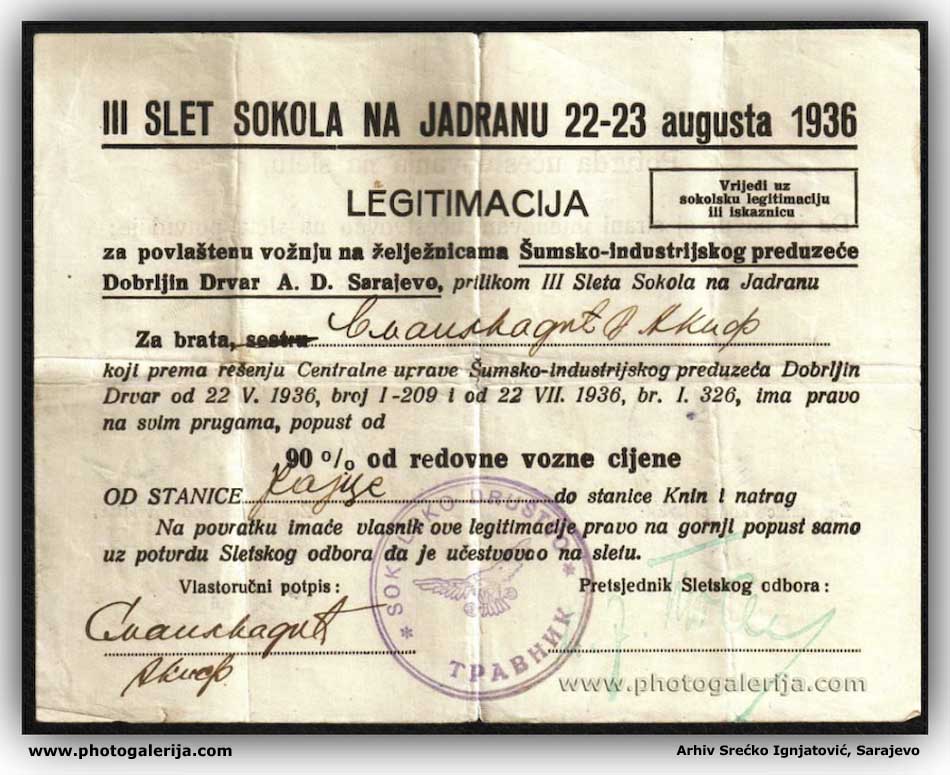 III SLET SOKOLA NA JADRANU 22-23 augusta 1936
LEGITIMACIJA
Vrijedi uz
sokolsku legitimaciju
ili iskaznicu
za povlaštenu vožnju na željžnicama Šumsko-industrijskog preduzeće
Dobrljin Drvar A. D. Sarajevo, prilikom III Sleta Sokola na Jadranu
Za brata, sestru Акиф
koji prema rešenju Centralne uprave Šumsko-industrijskog preduzeća Dobrljin
Drvar od 22 V. 1936, broj I-209 i od 22 VII. 1936, br. I. 326, ima pravo
na svim prugama, popust od
90 o/o od redovne vozne cijene
OD STANICE Јајце do stanice Knin i natrag
Na povratku imaće vlasnik ove legitimacije pravo na gornji popust samo
uz potvrdu Sletskog odbora da je učestvovao na sletu.
Vlastoručni potpis:
Pretsjednik Sletskog odbora:
Акиф
* SOKOLSKO DRUŠTVO *
ТРАВНИК
www.photogalerija.com
www.photogalerija.com
Arhiv Srećko Ignjatović, Sarajevo